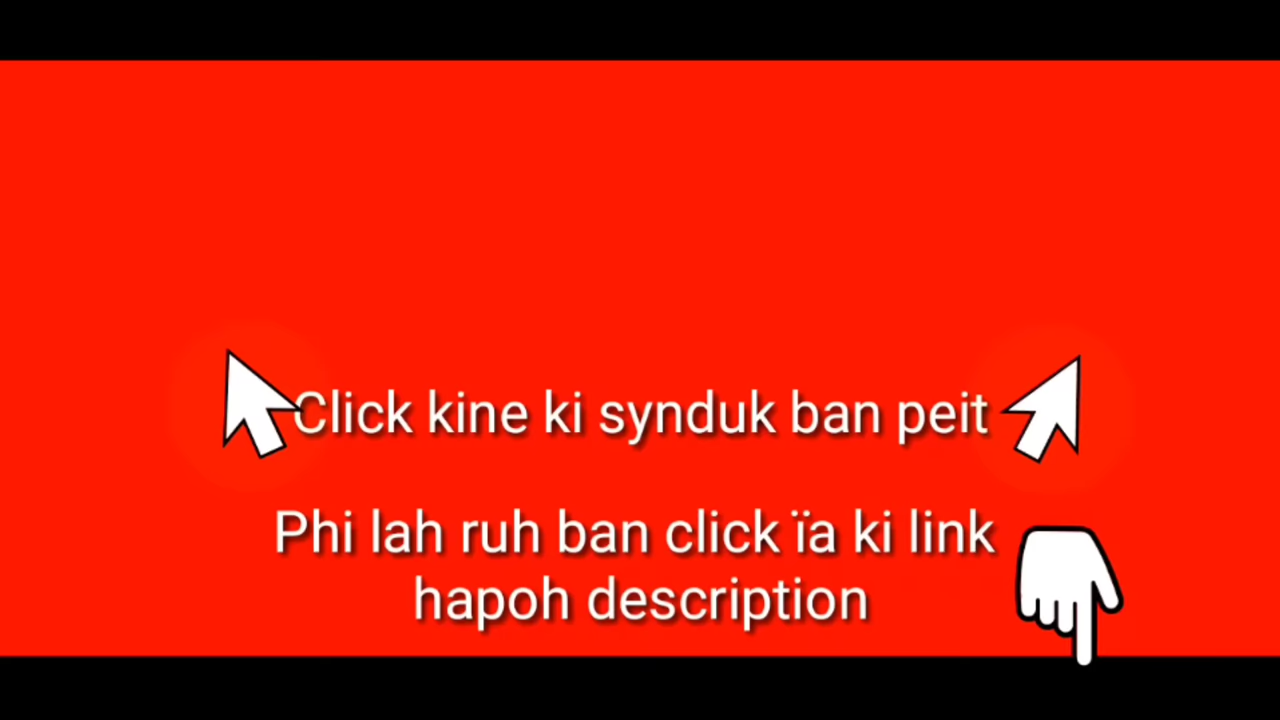 Click kine ki synduk ban peit
Phi lah ruh ban click ïa ki link
hapoh description